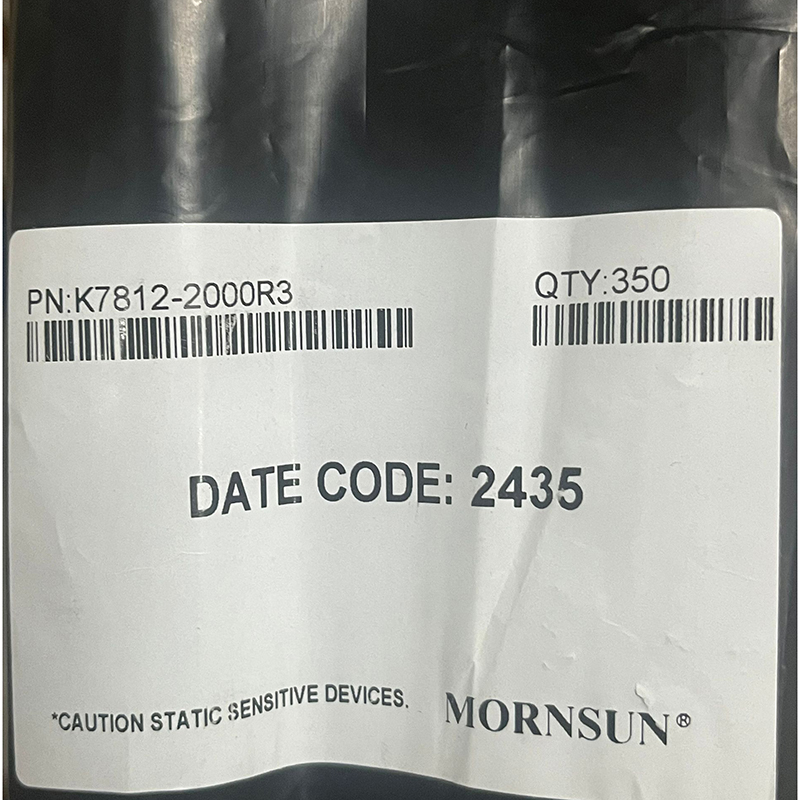 PN:K7812-2000R3
QTY:350
DATE CODE: 2435
*CAUTION STATIC SENSITIVE DEVICES.
MORNSUN®